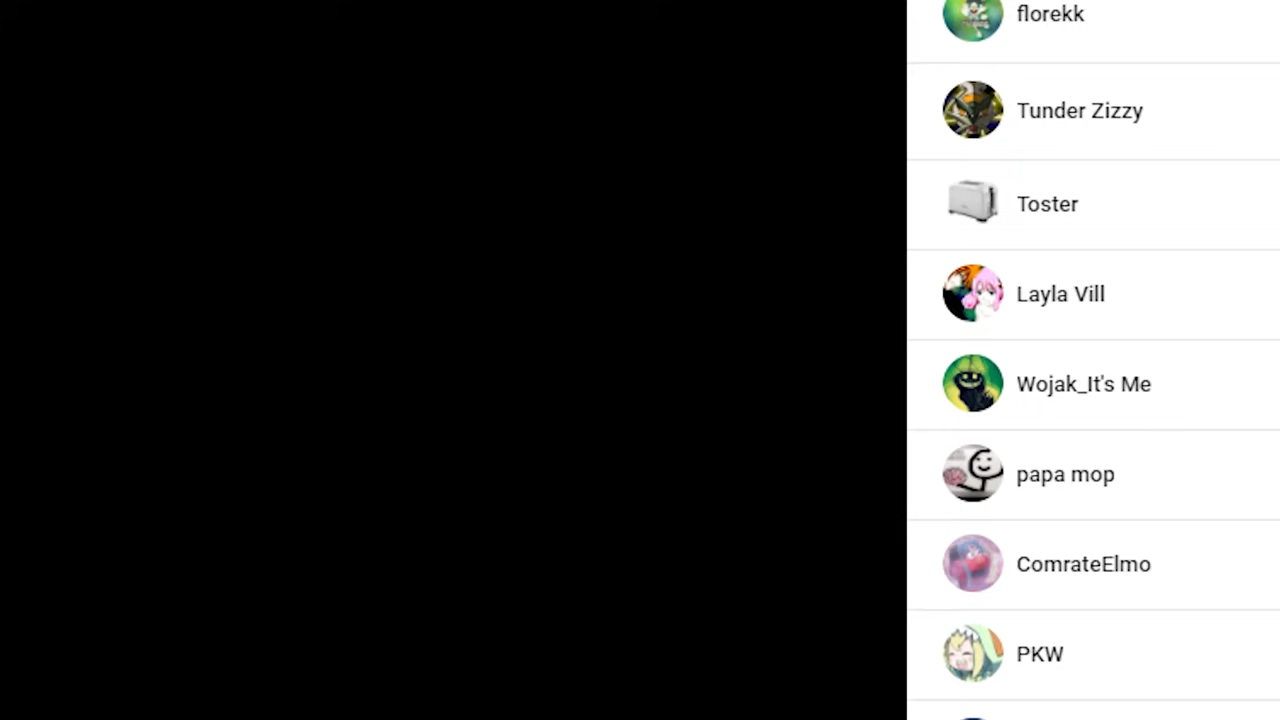 florekk
Tunder Zizzy
Toster
Layla Vill
Wojak_It's Me
papa mop
ComrateElmo
PKW